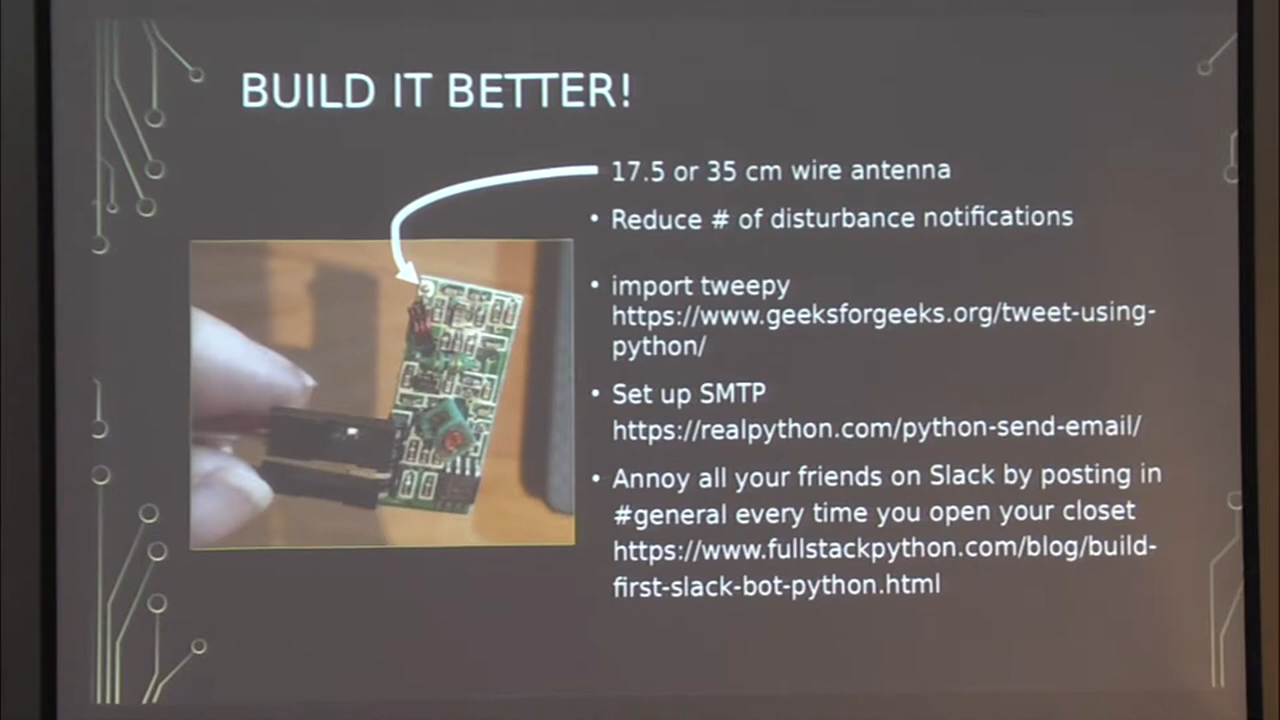 BUILD IT BETTER!
17.5 or 35 cm wire antenna
• Reduce # of disturbance notifications
• import tweepy
https://www.geeksforgeeks.org/tweet-using-
python/
• Set up SMTP
https://realpython.com/python-send-email/
• Annoy all your friends on Slack by posting in
#general every time you open your closet
https://www.fullstackpython.com/blog/build-
first-slack-bot-python.html